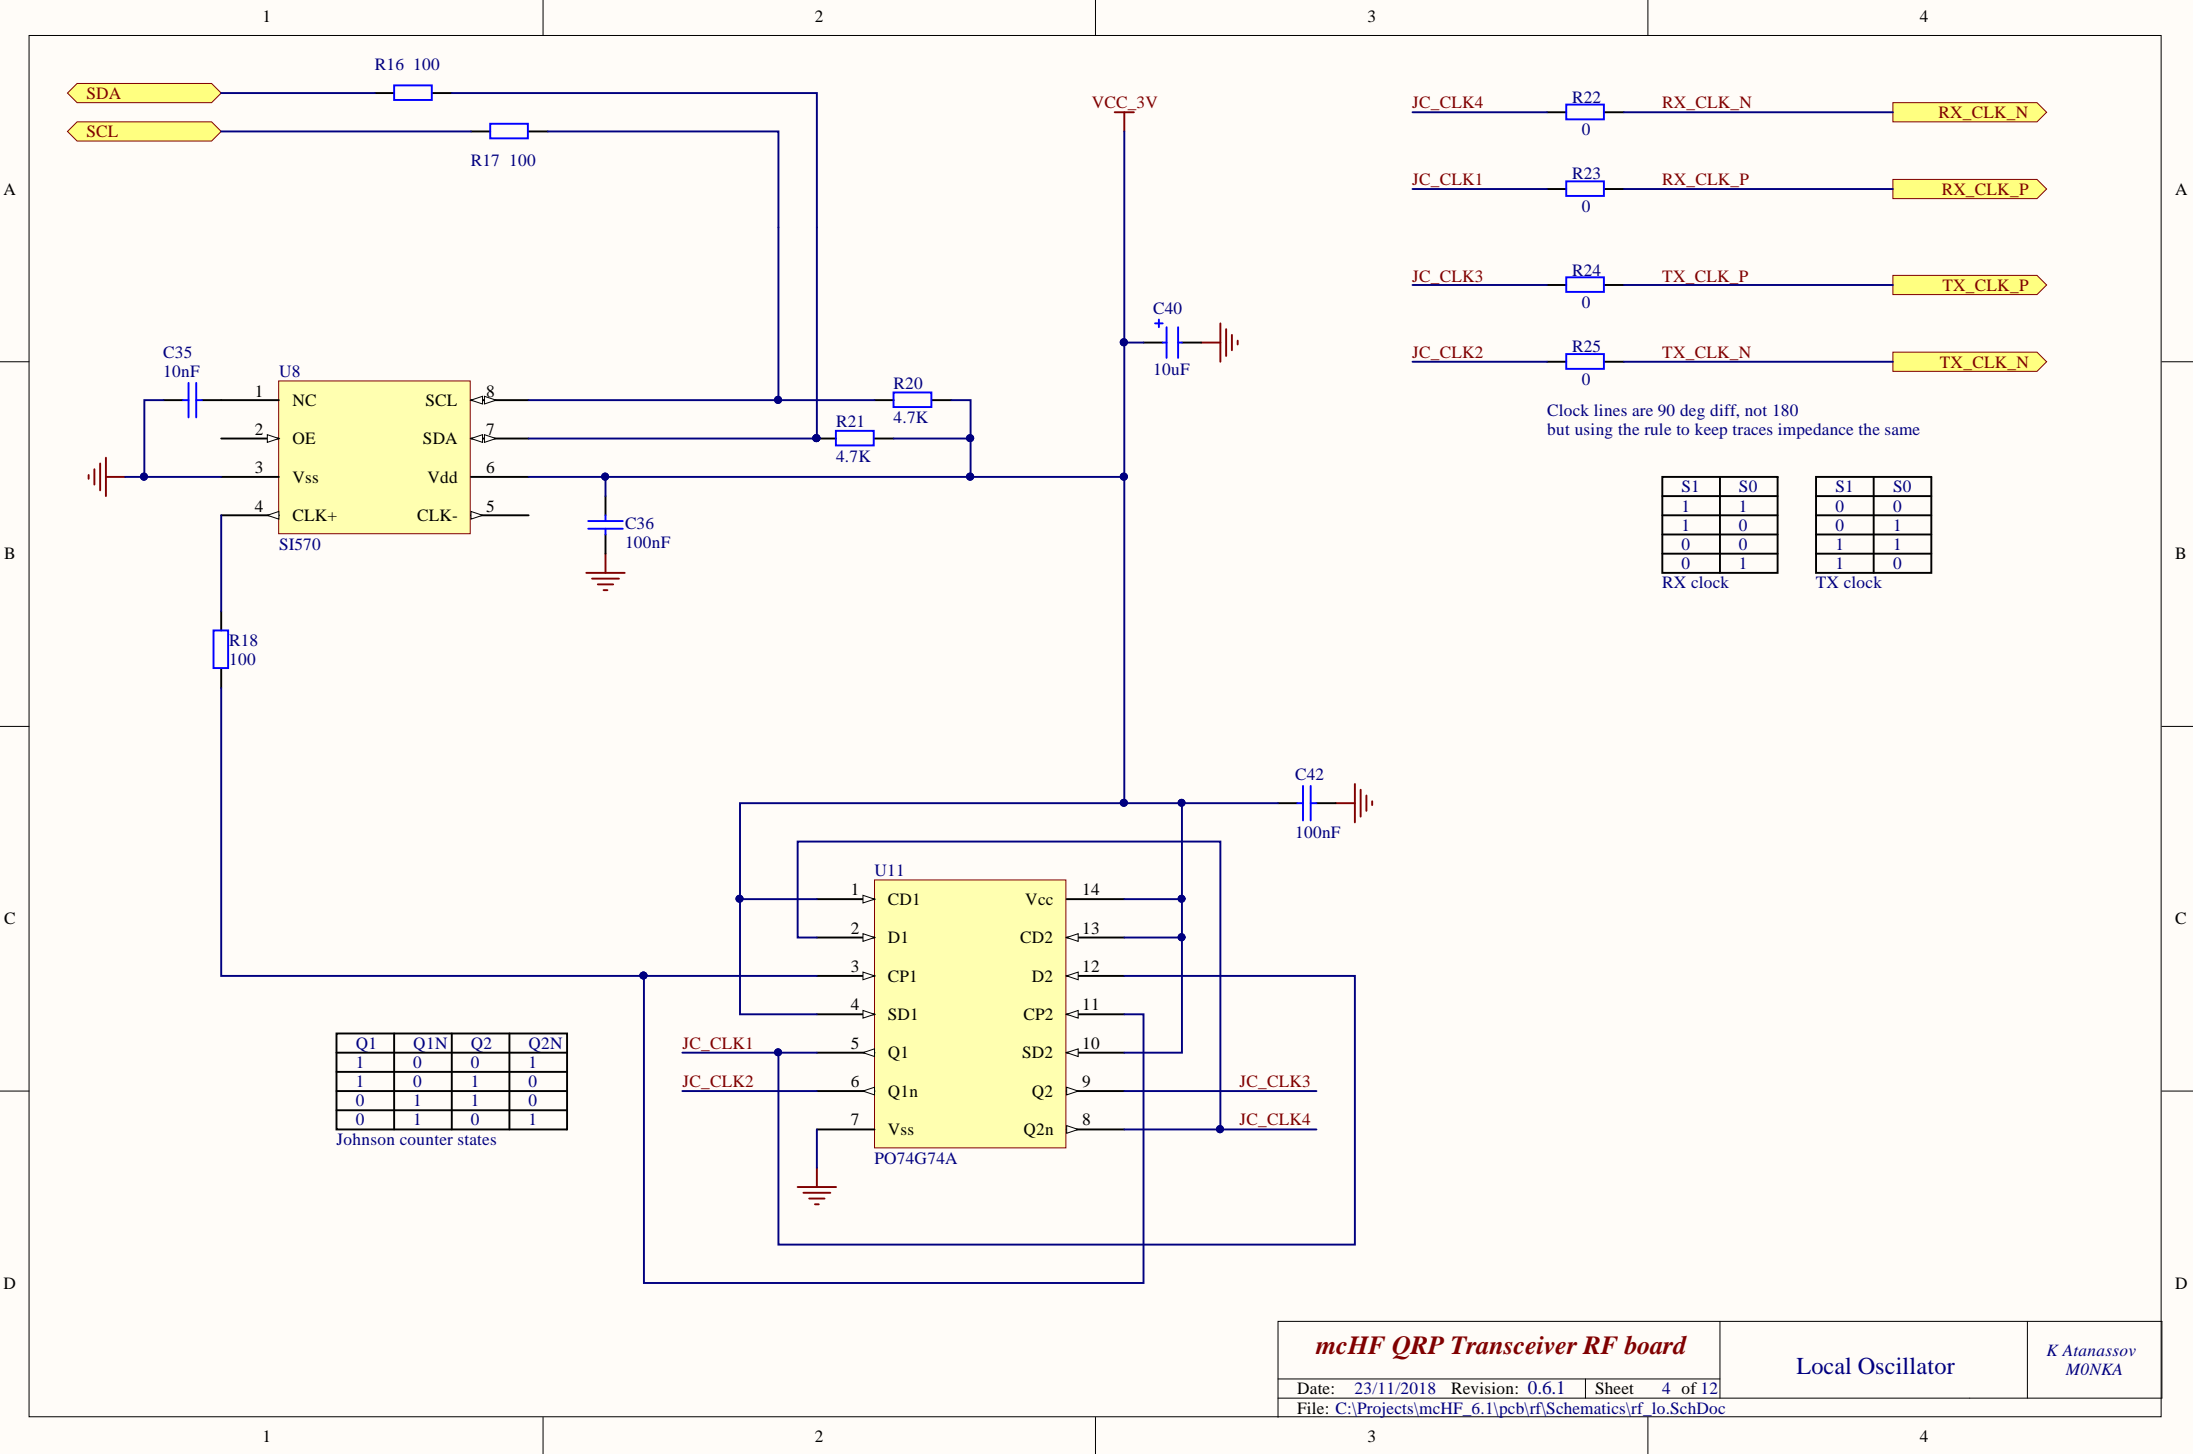 1 2 3 4
A A
B B
C C
D D
R16 100
SDA
SCL
R17 100
VCC_3V
JC_CLK4 R22 RX_CLK_N RX_CLK_N
0
JC_CLK1 R23 RX_CLK_P RX_CLK_P
0
JC_CLK3 R24 TX_CLK_P TX_CLK_P
0
JC_CLK2 R25 TX_CLK_N TX_CLK_N
0
Clock lines are 90 deg diff, not 180
but using the rule to keep traces impedance the same
S1 S0
1 1
1 0
0 0
0 1
RX clock
S1 S0
0 0
0 1
1 1
1 0
TX clock
C40
+
10uF
C35
10nF
U8
1 NC SCL 8
2 OE SDA 7
3 Vss Vdd 6
4 CLK+ CLK- 5
SI570
R20
4.7K
R21
4.7K
C36
100nF
R18
100
C42
100nF
U11
1 CD1 Vcc 14
2 D1 CD2 13
3 CP1 D2 12
4 SD1 CP2 11
JC_CLK1 5 Q1 SD2 10
JC_CLK2 6 Q1n Q2 9 JC_CLK3
7 Vss Q2n 8 JC_CLK4
PO74G74A
Q1 Q1N Q2 Q2N
1 0 0 1
1 0 1 0
0 1 1 0
0 1 0 1
Johnson counter states
mcHF QRP Transceiver RF board
Date: 23/11/2018 Revision: 0.6.1 Sheet 4 of 12
File: C:\Projects\mcHF_6.1\pcb\rf\Schematics\rf_lo.SchDoc
Local Oscillator
K Atanassov
M0NKA
1 2 3 4